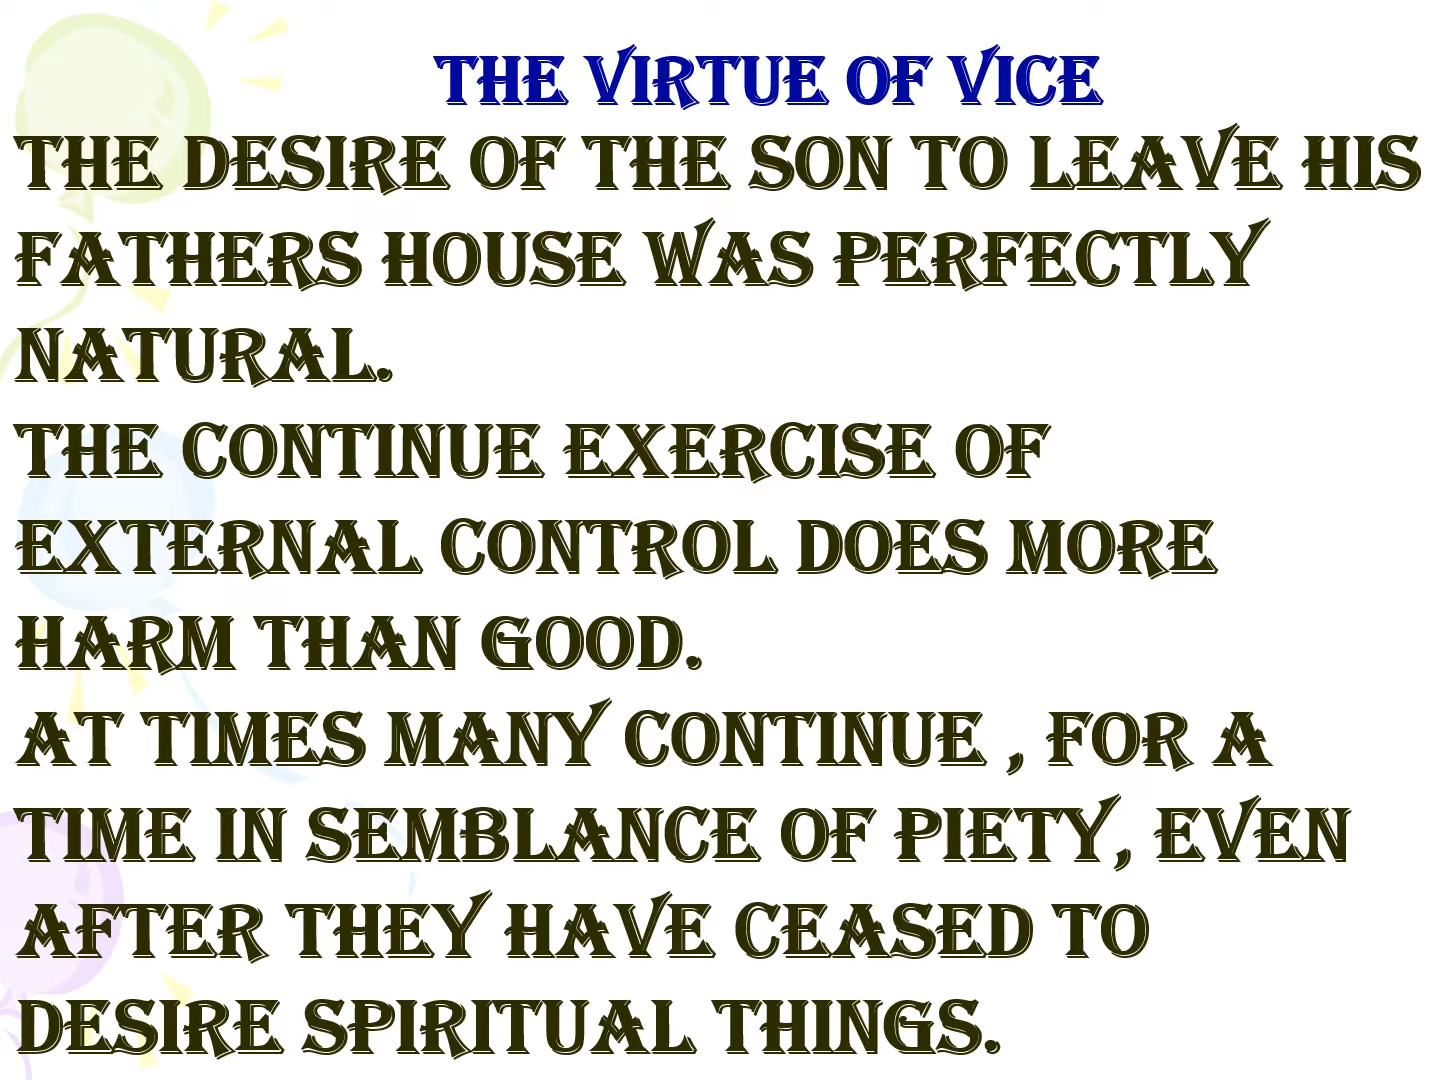 THE VIRTUE OF VICE
THE DESIRE OF THE SON TO LEAVE HIS
FATHERS HOUSE WAS PERFECTLY
NATURAL.
THE CONTINUE EXERCISE OF
EXTERNAL CONTROL DOES MORE
HARM THAN GOOD.
AT TIMES MANY CONTINUE , FOR A
TIME IN SEMBLANCE OF PIETY, EVEN
AFTER THEY HAVE CEASED TO
DESIRE SPIRITUAL THINGS.